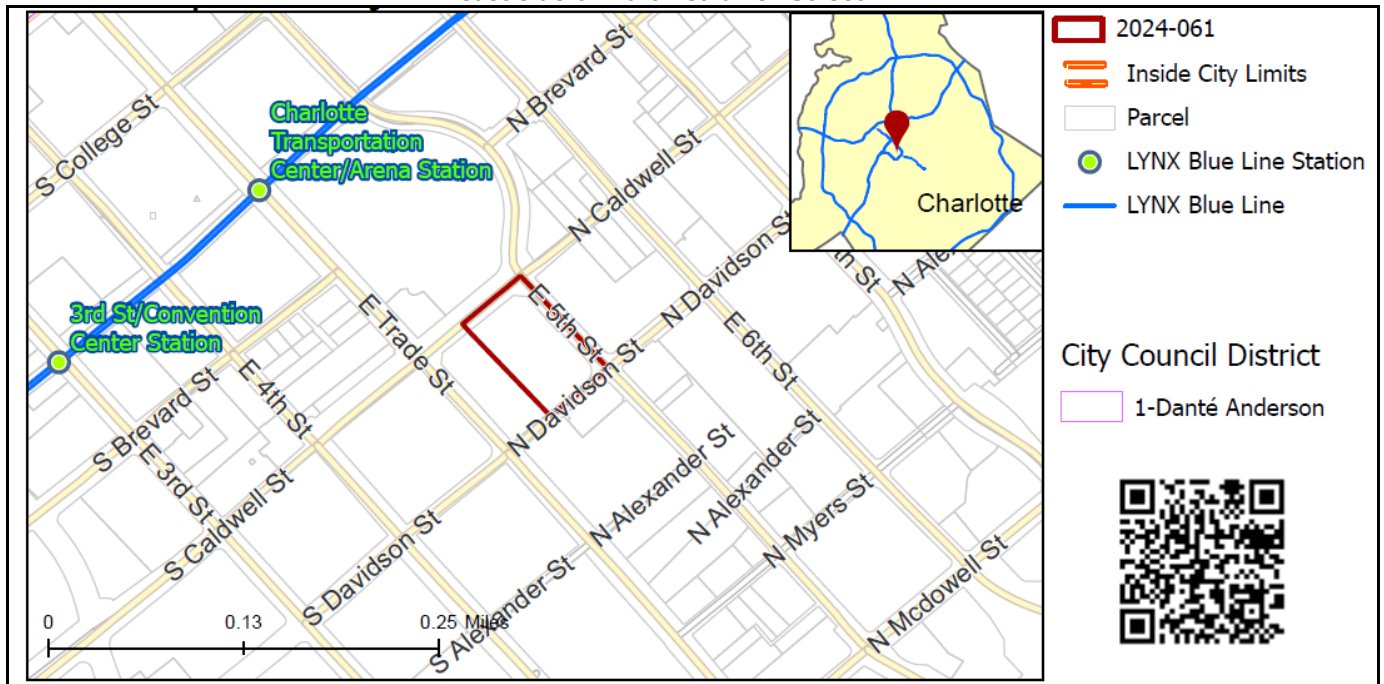 2024-061
Inside City Limits
Parcel
LYNX Blue Line Station
LYNX Blue Line
City Council District
1-Danté Anderson
Charlotte
Charlotte
Transportation
Center/Arena Station
3rd St/Convention
Center Station
S College St
N Brevard St
N Caldwell St
N Davidson St
E Trade St
E 5th St
E 6th St
N Davidson St
S Brevard St
E 4th St
E 3rd St
S Caldwell St
S Davidson St
N Alexander St
N Alexander St
S Alexander St
N Myers St
N Mcdowell St
0
0.13
0.25 Miles